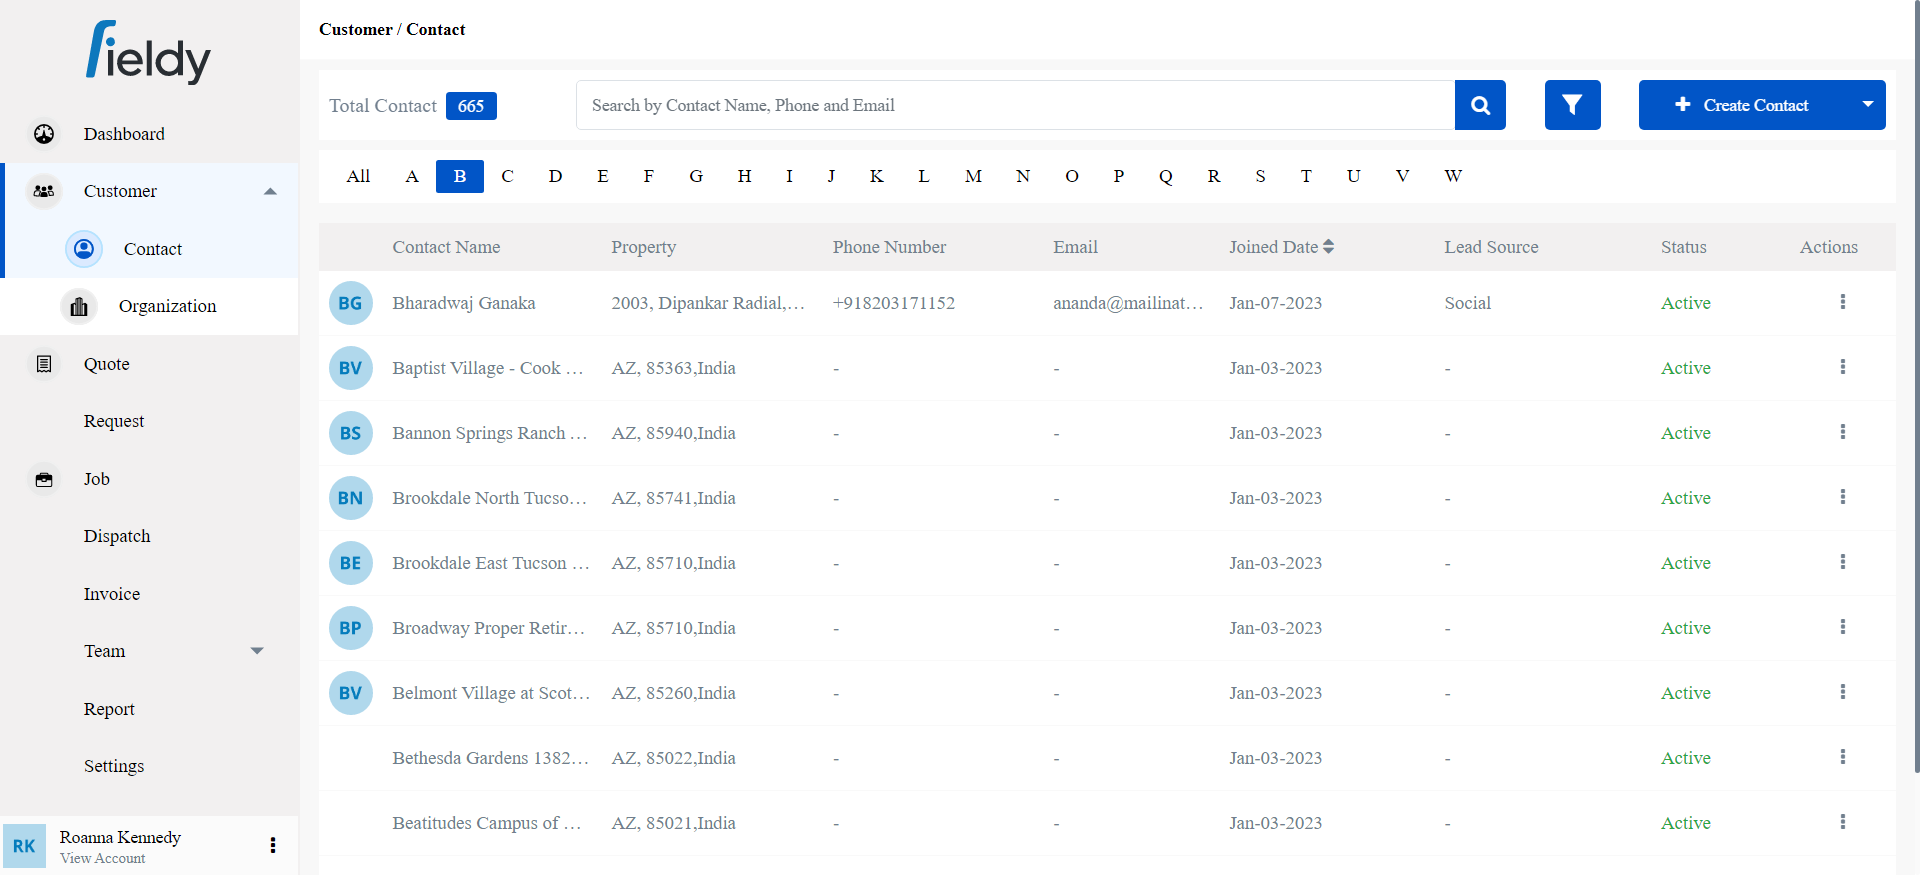 fieldy
Customer / Contact
Total Contact 665 Search by Contact Name, Phone and Email Create Contact
All A B C D E F G H I J K L M N O P Q R S T U V W
Dashboard
Customer
Contact
Organization
Quote
Request
Job
Dispatch
Invoice
Team
Report
Settings
RK Roanna Kennedy
View Account
Contact Name Property Phone Number Email Joined Date Lead Source Status Actions
BG Bharadwaj Ganaka 2003, Dipankar Radial,... +918203171152 ananda@mailinat... Jan-07-2023 Social Active
BV Baptist Village - Cook ... AZ, 85363,India - - Jan-03-2023 - Active
BS Bannon Springs Ranch ... AZ, 85940,India - - Jan-03-2023 - Active
BN Brookdale North Tucso... AZ, 85741,India - - Jan-03-2023 - Active
BE Brookdale East Tucson ... AZ, 85710,India - - Jan-03-2023 - Active
BP Broadway Proper Retir... AZ, 85710,India - - Jan-03-2023 - Active
BV Belmont Village at Scot... AZ, 85260,India - - Jan-03-2023 - Active
Bethesda Gardens 1382... AZ, 85022,India - - Jan-03-2023 - Active
Beatitudes Campus of ... AZ, 85021,India - - Jan-03-2023 - Active